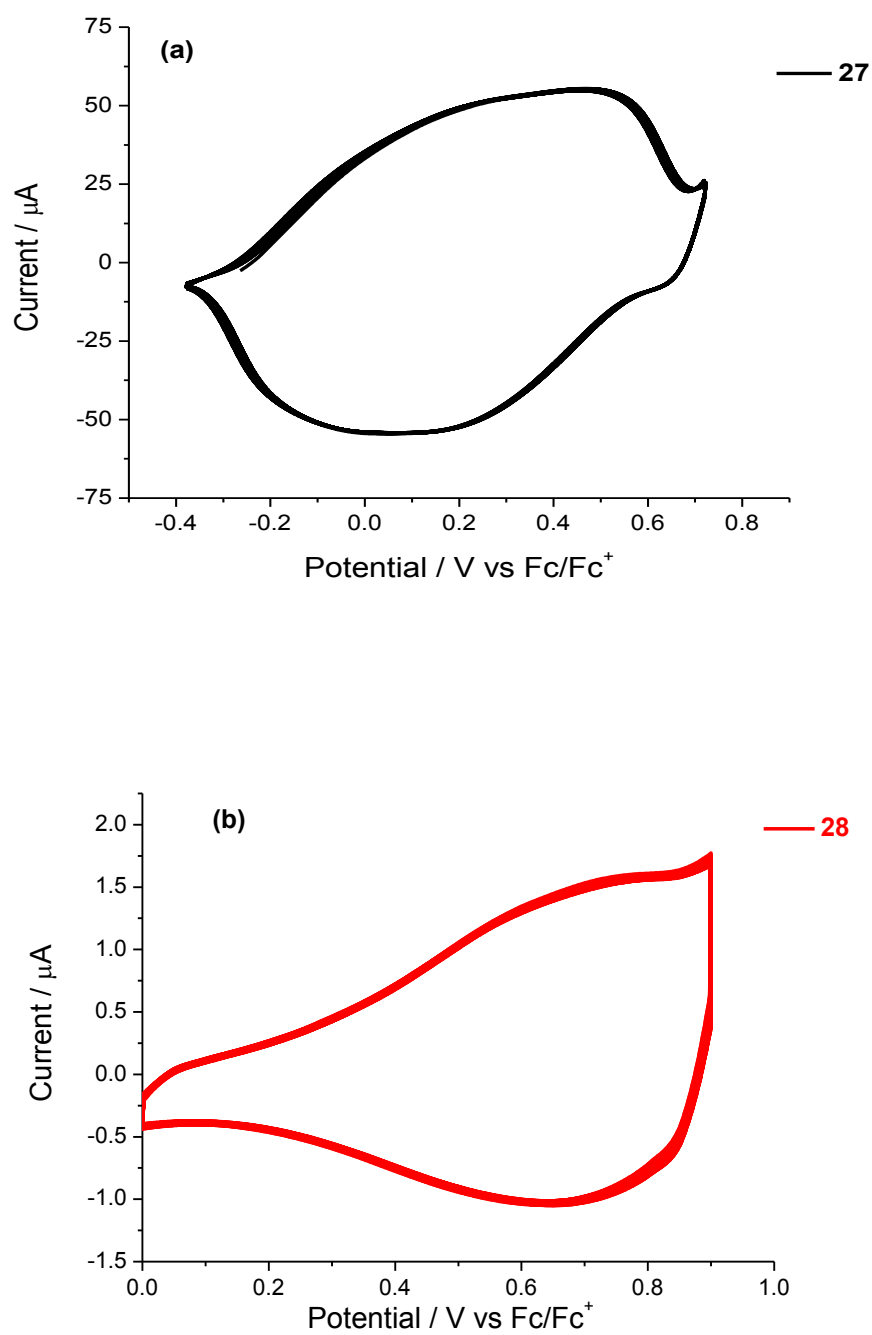 75
(a)
27
50
25
0
-25
-50
-75
Current / μA
-0.4 -0.2 0.0 0.2 0.4 0.6 0.8
Potential / V vs Fc/Fc⁺
(b)
28
2.0
1.5
1.0
0.5
0.0
-0.5
-1.0
-1.5
Current / μA
0.0 0.2 0.4 0.6 0.8 1.0
Potential / V vs Fc/Fc⁺